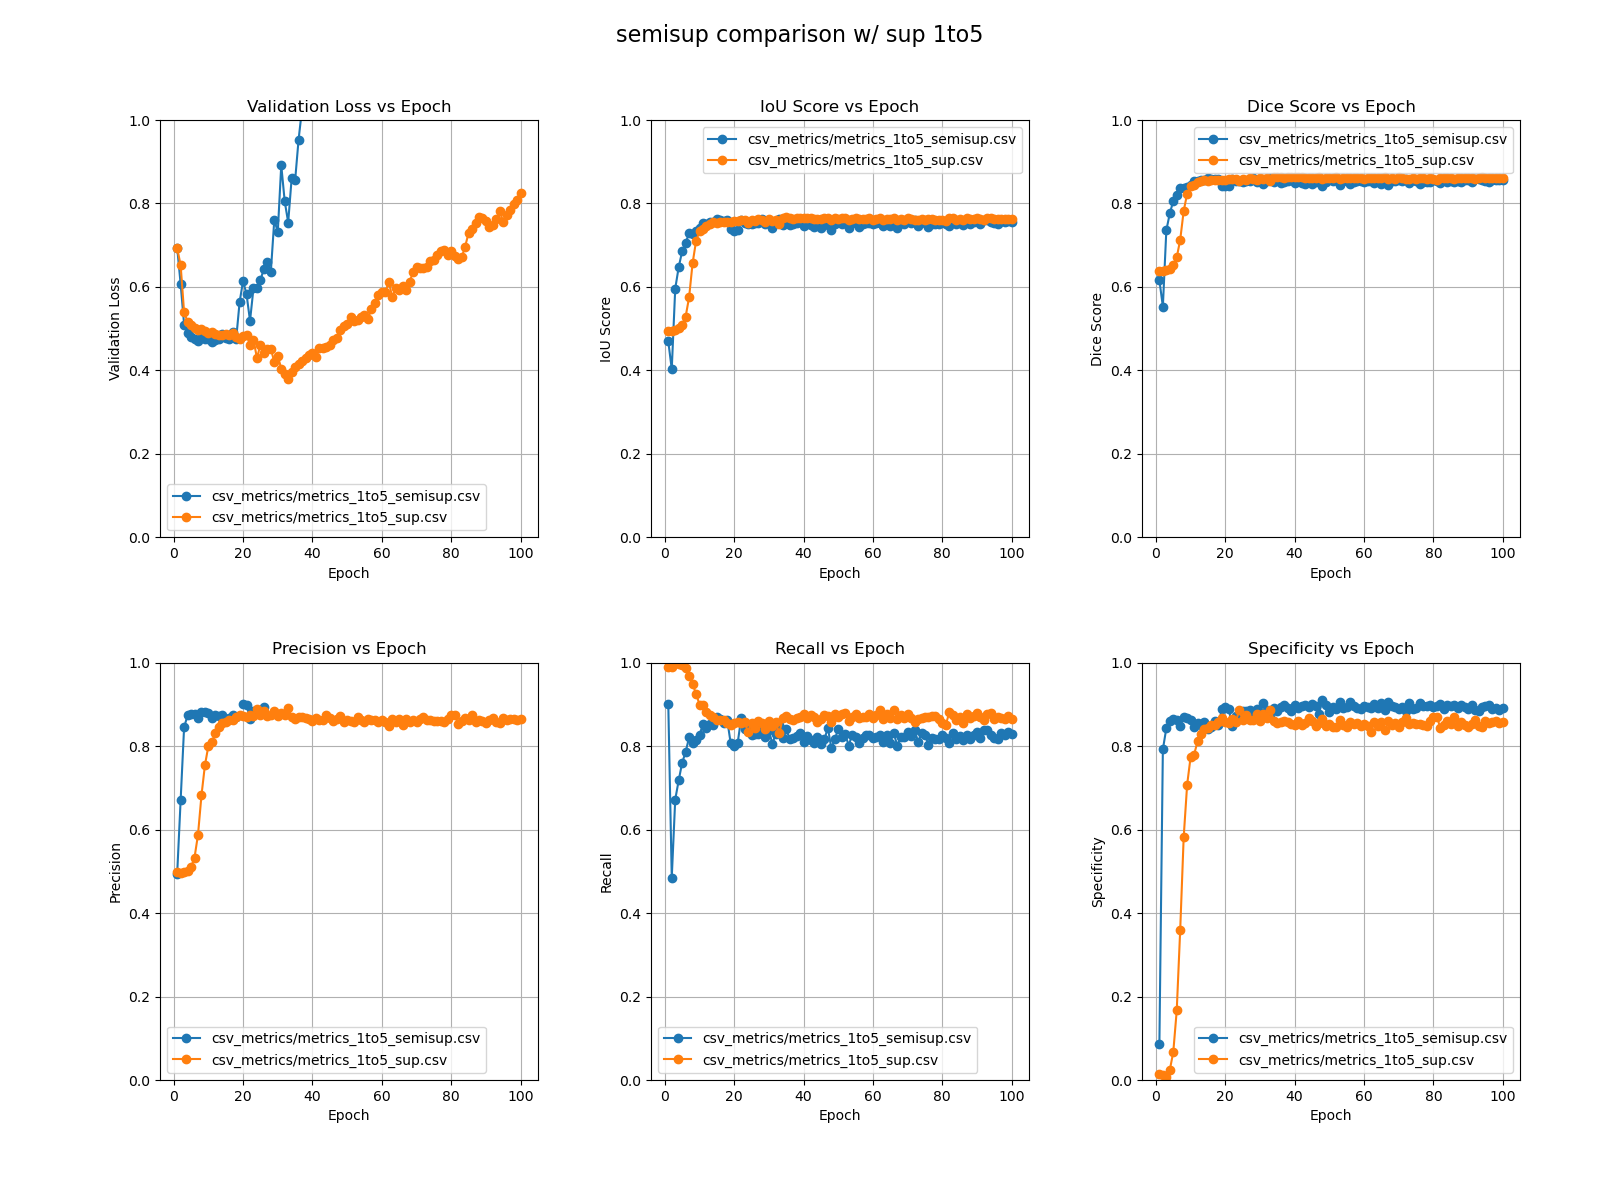 semisup comparison w/ sup 1to5
Validation Loss vs Epoch
1.0
0.8
0.6
0.4
0.2
0.0
Validation Loss
csv_metrics/metrics_1to5_semisup.csv
csv_metrics/metrics_1to5_sup.csv
0 20 40 60 80 100
Epoch
IoU Score vs Epoch
1.0
0.8
0.6
0.4
0.2
0.0
IoU Score
csv_metrics/metrics_1to5_semisup.csv
csv_metrics/metrics_1to5_sup.csv
0 20 40 60 80 100
Epoch
Dice Score vs Epoch
1.0
0.8
0.6
0.4
0.2
0.0
Dice Score
csv_metrics/metrics_1to5_semisup.csv
csv_metrics/metrics_1to5_sup.csv
0 20 40 60 80 100
Epoch
Precision vs Epoch
1.0
0.8
0.6
0.4
0.2
0.0
Precision
csv_metrics/metrics_1to5_semisup.csv
csv_metrics/metrics_1to5_sup.csv
0 20 40 60 80 100
Epoch
Recall vs Epoch
1.0
0.8
0.6
0.4
0.2
0.0
Recall
csv_metrics/metrics_1to5_semisup.csv
csv_metrics/metrics_1to5_sup.csv
0 20 40 60 80 100
Epoch
Specificity vs Epoch
1.0
0.8
0.6
0.4
0.2
0.0
Specificity
csv_metrics/metrics_1to5_semisup.csv
csv_metrics/metrics_1to5_sup.csv
0 20 40 60 80 100
Epoch